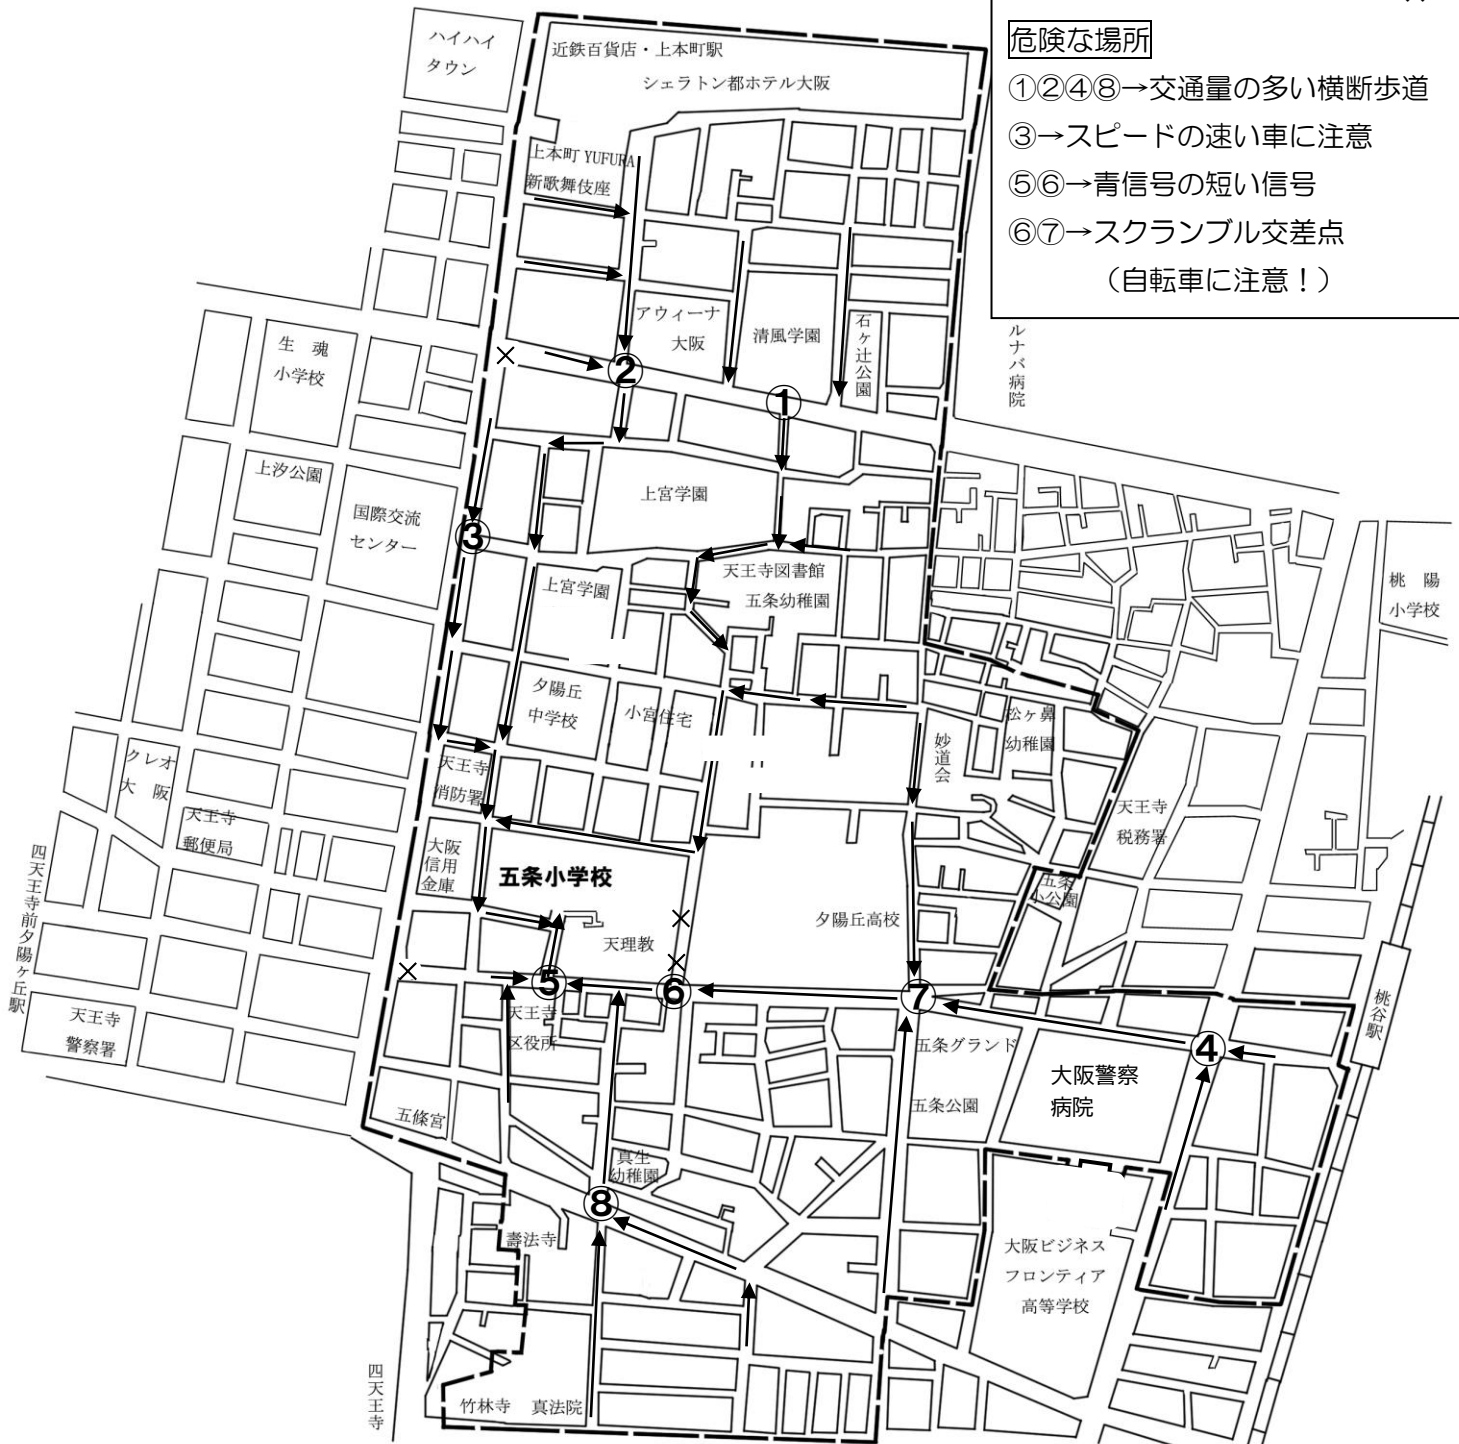 危険な場所
①②④⑧→交通量の多い横断歩道
③→スピードの速い車に注意
⑤⑥→青信号の短い信号
⑥⑦→スクランブル交差点
（自転車に注意！）
ハイハイ
タウン
近鉄百貨店・上本町駅
シェラトン都ホテル大阪
上本町 YUFURA
新歌舞伎座
アウィーナ
大阪
清風学園
石ヶ辻公園
ルナバ病院
生 魂
小学校
②
①
上汐公園
国際交流
センター
上宮学園
③
上宮学園
天王寺図書館
五条幼稚園
桃 陽
小学校
夕陽丘
中学校
小宮住宅
松ヶ鼻
幼稚園
妙道会
クレオ
大 阪
天王寺
消防署
天王寺
郵便局
天王寺
税務署
大阪
信用
金庫
五条小学校
五条
小公園
四天王寺前夕陽ヶ丘駅
天理教
夕陽丘高校
⑤
⑥
⑦
④
桃谷駅
天王寺
警察署
天王寺
区役所
五条グランド
大阪警察
病院
五條宮
五条公園
真生
幼稚園
⑧
壽法寺
大阪ビジネス
フロンティア
高等学校
四天王寺
竹林寺
真法院